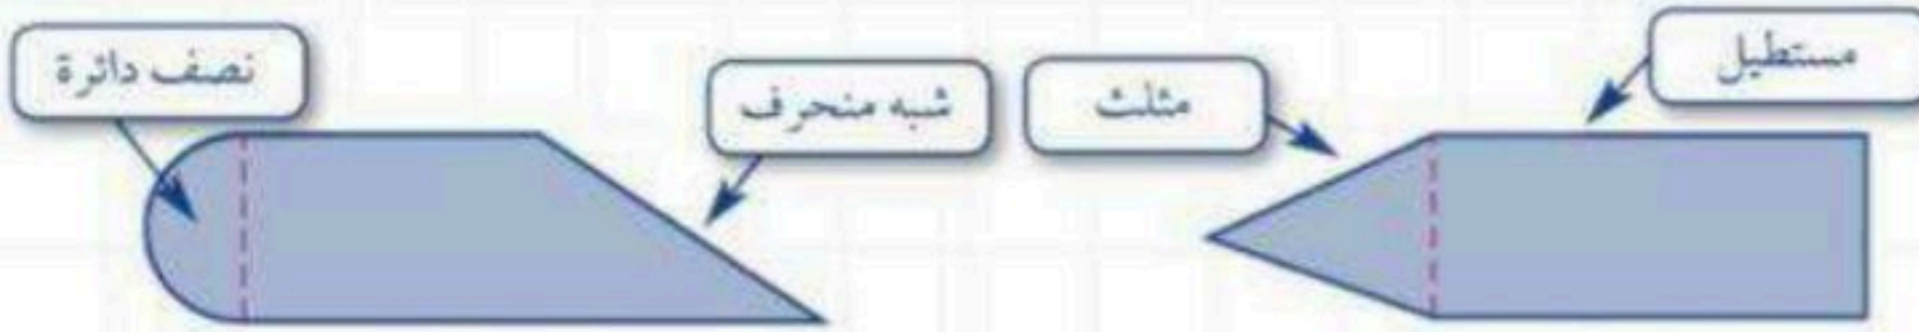 مستطيل
مثلث
شبه منحرف
نصف دائرة